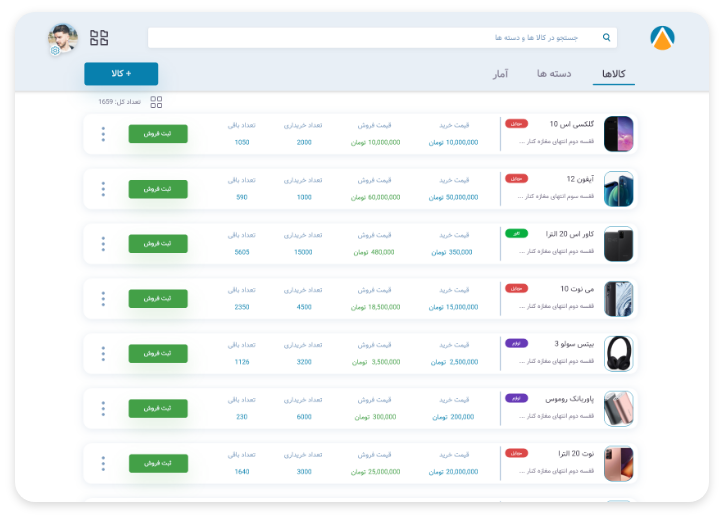 جستجو در کالا ها و دسته ها
کالاها
دسته ها
آمار
+ کالا
تعداد کل: 1659
گلکسی اس 10
موبایل
قفسه دوم انتهای مغازه کنار ...
قیمت خرید
10,000,000 تومان
قیمت فروش
10,000,000 تومان
تعداد خریداری
2000
تعداد باقی
1050
ثبت فروش
آیفون 12
موبایل
قفسه سوم انتهای مغازه کنار ...
قیمت خرید
50,000,000 تومان
قیمت فروش
60,000,000 تومان
تعداد خریداری
1000
تعداد باقی
590
ثبت فروش
کاور اس 20 الترا
قفسه دوم انتهای مغازه کنار ...
قیمت خرید
350,000 تومان
قیمت فروش
480,000 تومان
تعداد خریداری
15000
تعداد باقی
5605
ثبت فروش
می نوت 10
موبایل
قفسه دوم انتهای مغازه کنار ...
قیمت خرید
15,000,000 تومان
قیمت فروش
18,500,000 تومان
تعداد خریداری
4500
تعداد باقی
2350
ثبت فروش
بیتس سولو 3
لوازم
قفسه دوم انتهای مغازه کنار ...
قیمت خرید
2,500,000 تومان
قیمت فروش
3,500,000 تومان
تعداد خریداری
3200
تعداد باقی
1126
ثبت فروش
پاوربانک روموس
لوازم
قفسه دوم انتهای مغازه کنار ...
قیمت خرید
200,000 تومان
قیمت فروش
300,000 تومان
تعداد خریداری
6000
تعداد باقی
230
ثبت فروش
نوت 20 الترا
موبایل
قفسه دوم انتهای مغازه کنار ...
قیمت خرید
20,000,000 تومان
قیمت فروش
25,000,000 تومان
تعداد خریداری
3000
تعداد باقی
1640
ثبت فروش